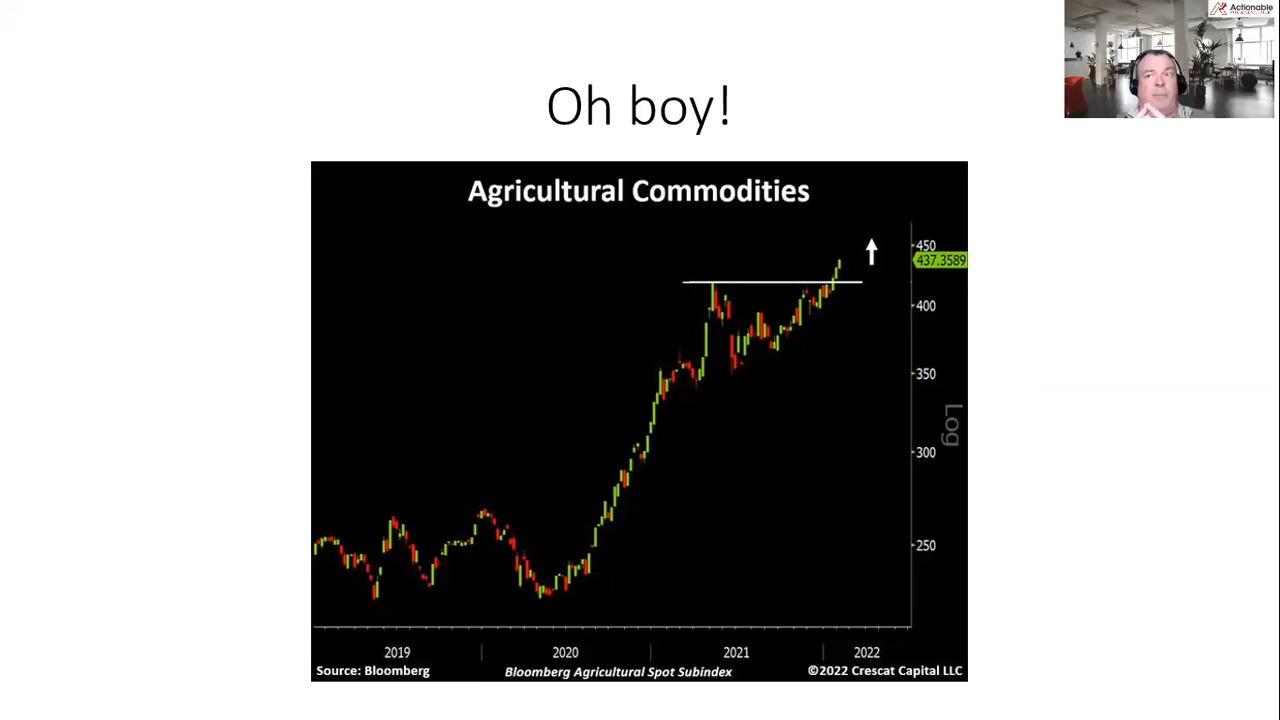 Actionable
Oh boy!
Agricultural Commodities
450
437.3589
400
350
Log
300
250
2019 2020 2021 2022
Source: Bloomberg Bloomberg Agricultural Spot Subindex ©2022 Crescat Capital LLC